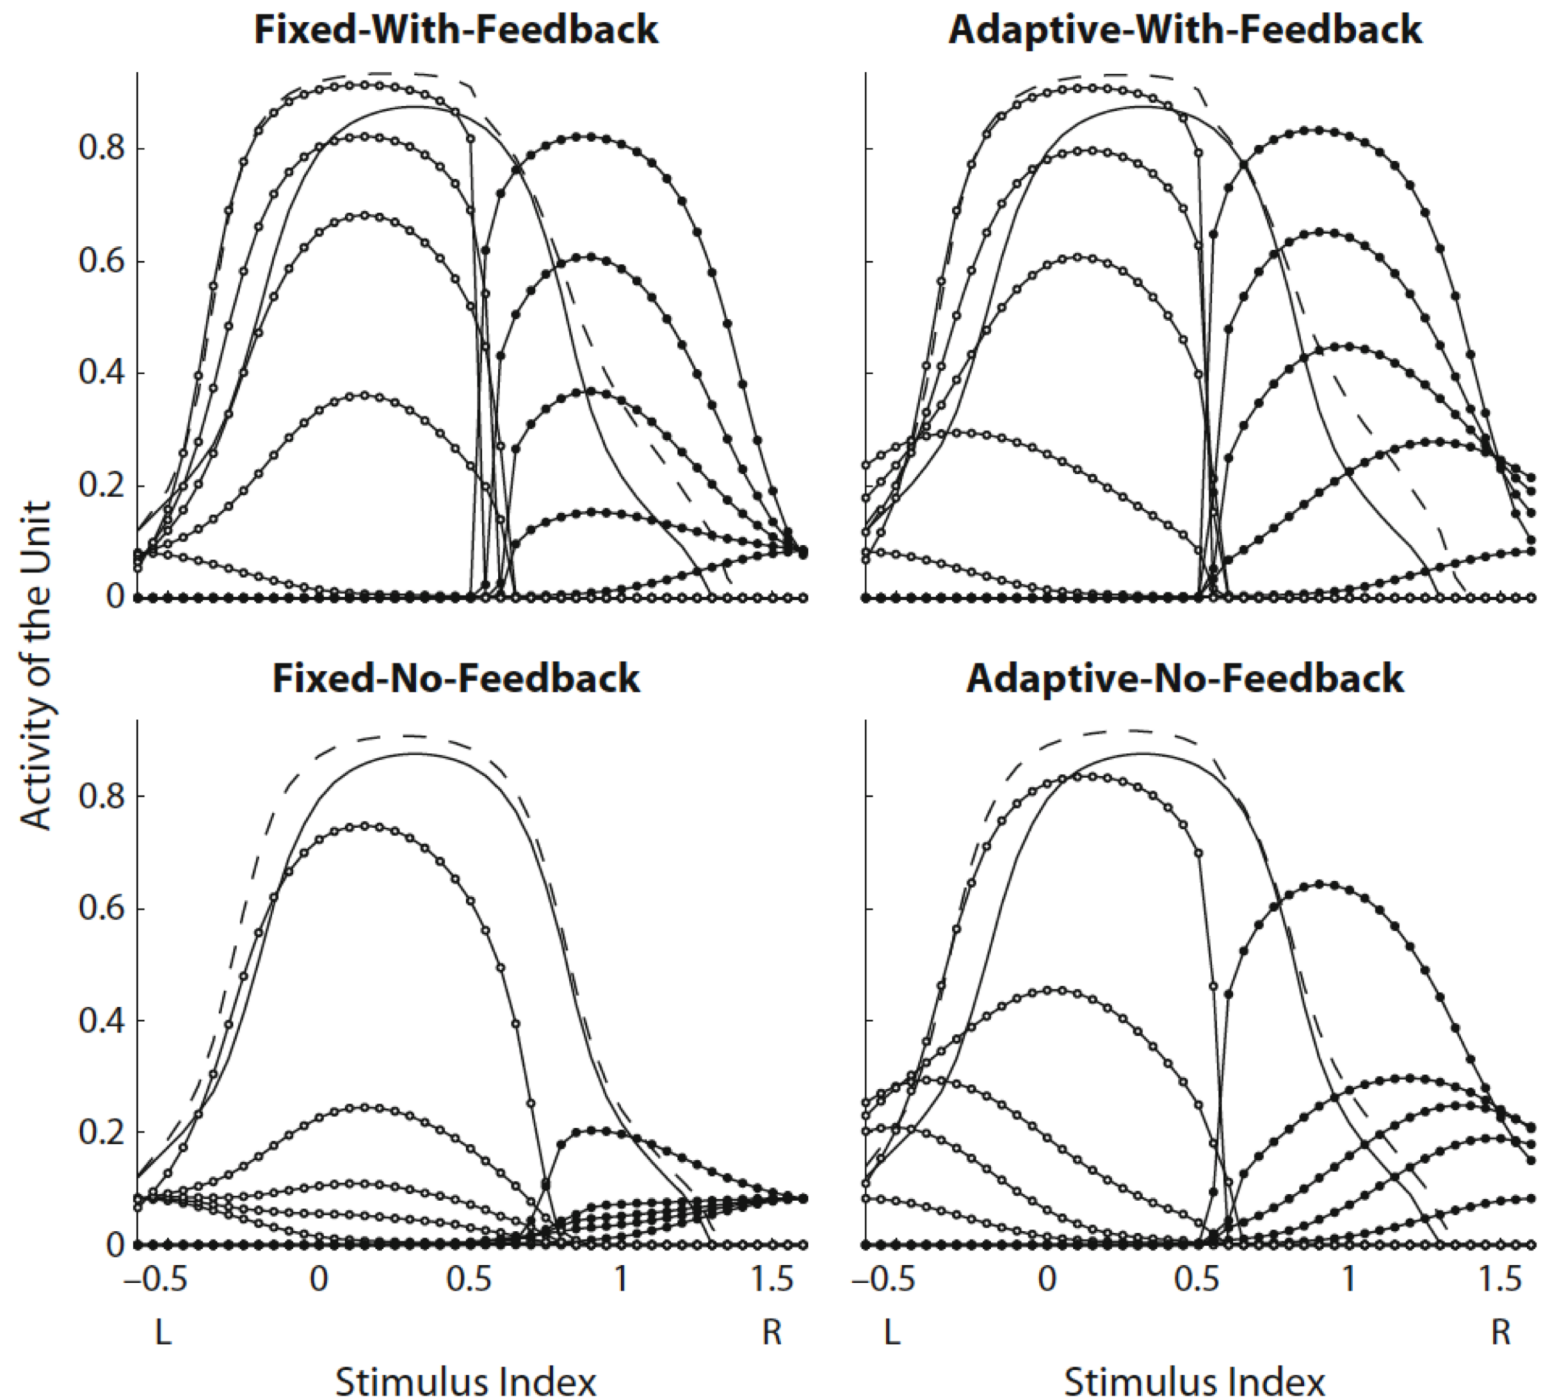 Fixed-With-Feedback
Adaptive-With-Feedback
0.8
0.6
0.4
0.2
0
Fixed-No-Feedback
Adaptive-No-Feedback
Activity of the Unit
0.8
0.6
0.4
0.2
0
−0.5 0 0.5 1 1.5
−0.5 0 0.5 1 1.5
L R
L R
Stimulus Index
Stimulus Index